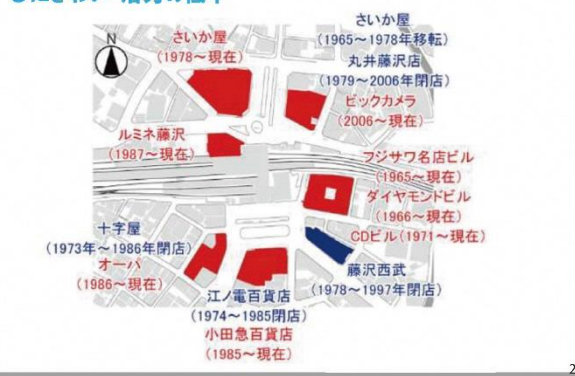 N
さいか屋
(1978～現在)
さいか屋
(1965～1978年移転)
丸井藤沢店
(1979～2006年閉店)
ビックカメラ
(2006～現在)
ルミネ藤沢
(1987～現在)
フジサワ名店ビル
(1965～現在)
ダイヤモンドビル
(1966～現在)
CDビル(1971～現在)
十字屋
(1973年～1986年閉店)
オーパ
(1986～現在)
藤沢西武
(1978～1997年閉店)
江ノ電百貨店
(1974～1985閉店)
小田急百貨店
(1985～現在)
2